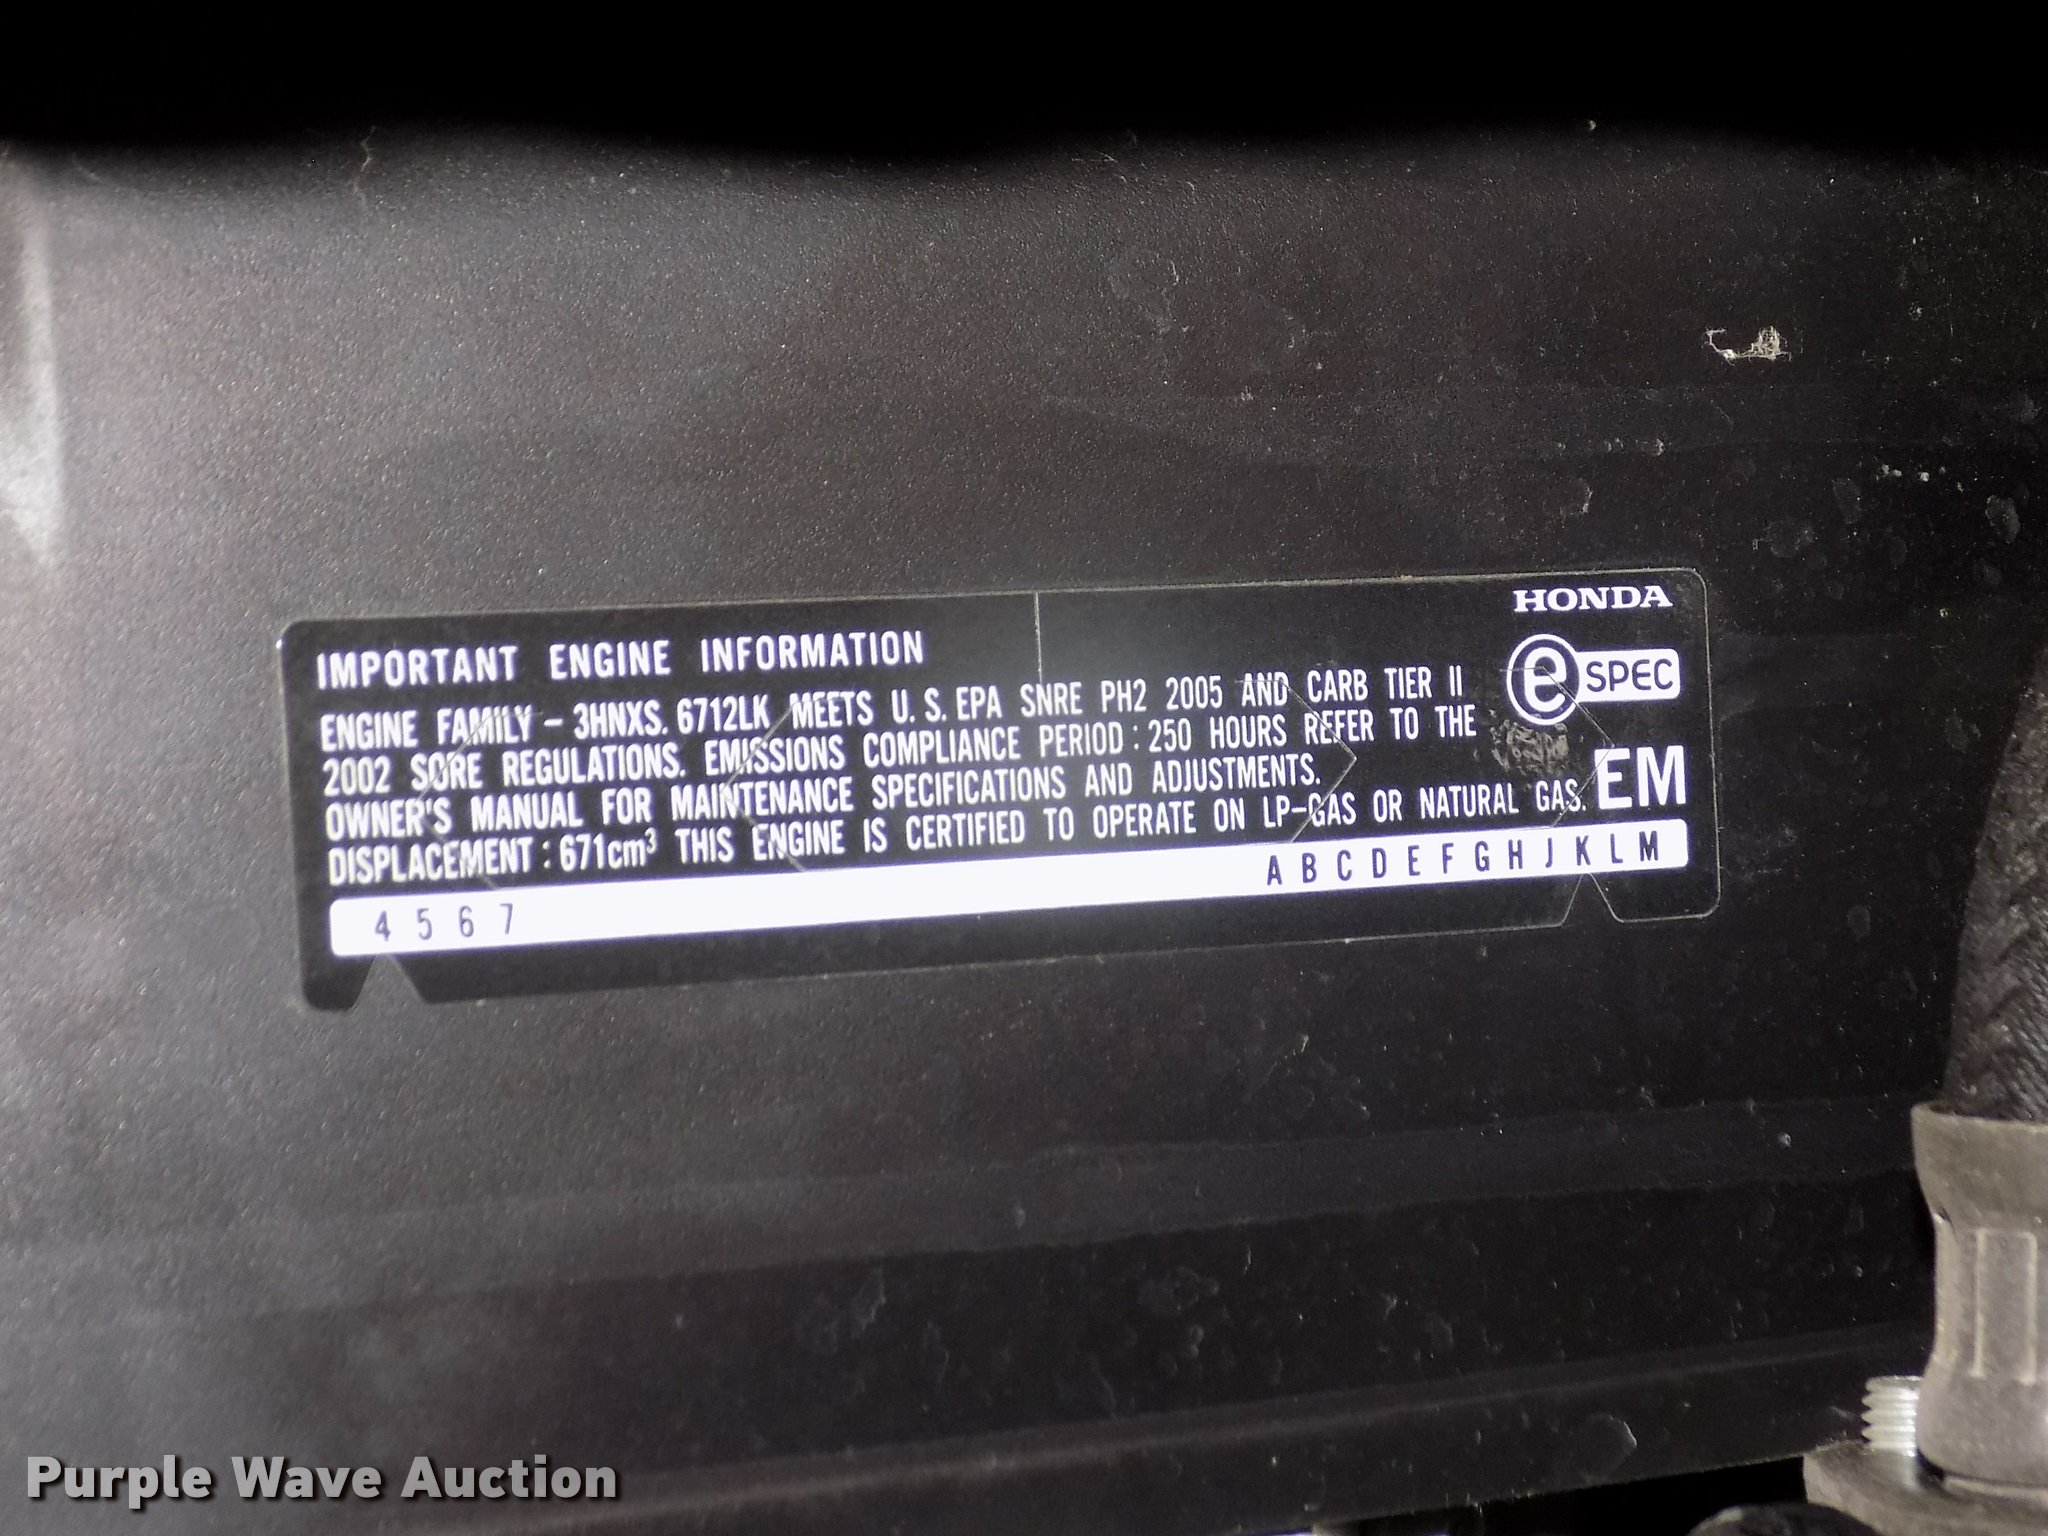 HONDA
e SPEC
EM
IMPORTANT ENGINE INFORMATION
ENGINE FAMILY – 3HNXS. 6712LK MEETS U. S. EPA SNRE PH2 2005 AND CARB TIER II
2002 SORE REGULATIONS. EMISSIONS COMPLIANCE PERIOD : 250 HOURS REFER TO THE
OWNER'S MANUAL FOR MAINTENANCE SPECIFICATIONS AND ADJUSTMENTS.
DISPLACEMENT : 671cm³ THIS ENGINE IS CERTIFIED TO OPERATE ON LP-GAS OR NATURAL GAS.
4 5 6 7 A B C D E F G H J K L M
Purple Wave Auction